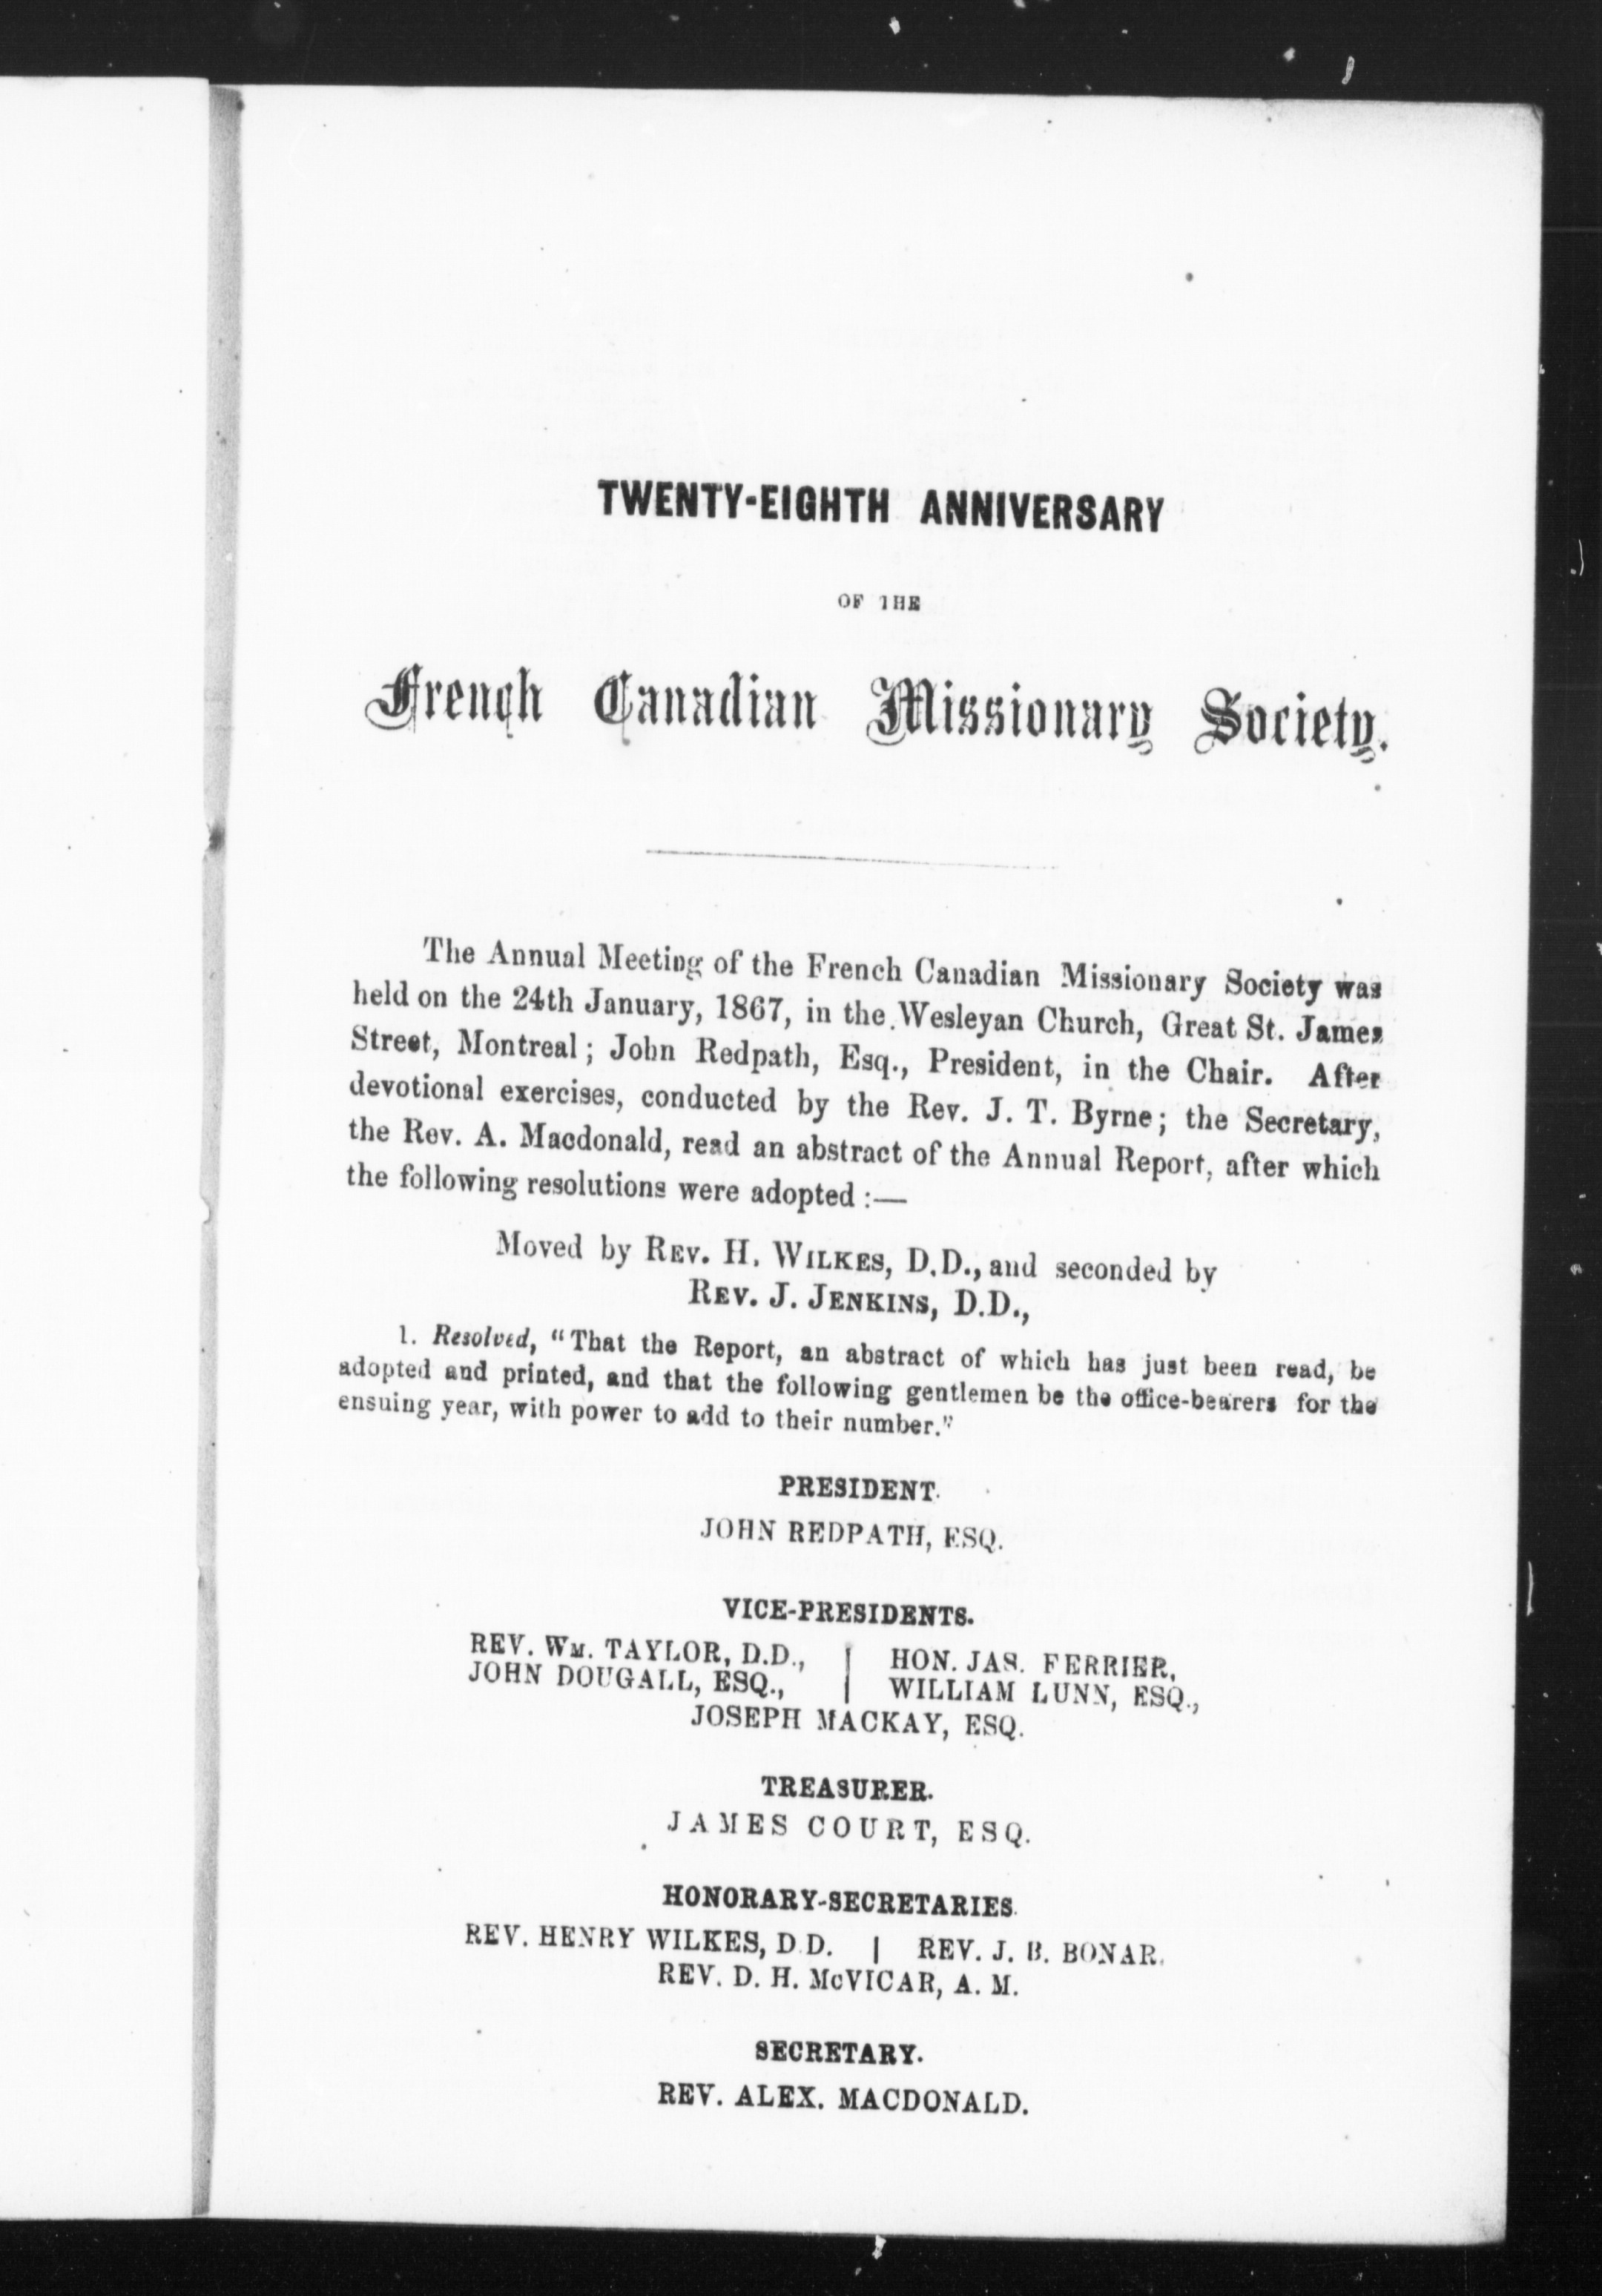 TWENTY-EIGHTH ANNIVERSARY
OF THE
French Canadian Missionary Society.
The Annual Meeting of the French Canadian Missionary Society was
held on the 24th January, 1867, in the Wesleyan Church, Great St. James
Street, Montreal; John Redpath, Esq., President, in the Chair. After
devotional exercises, conducted by the Rev. J. T. Byrne; the Secretary,
the Rev. A. Macdonald, read an abstract of the Annual Report, after which
the following resolutions were adopted :—
Moved by REV. H. WILKES, D.D., and seconded by
REV. J. JENKINS, D.D.,
1. Resolved, "That the Report, an abstract of which has just been read, be
adopted and printed, and that the following gentlemen be the office-bearers for the
ensuing year, with power to add to their number."
PRESIDENT.
JOHN REDPATH, ESQ.
VICE-PRESIDENTS.
REV. WM. TAYLOR, D.D., | HON. JAS. FERRIER,
JOHN DOUGALL, ESQ., | WILLIAM LUNN, ESQ.,
JOSEPH MACKAY, ESQ.
TREASURER.
JAMES COURT, ESQ.
HONORARY-SECRETARIES.
REV. HENRY WILKES, D.D. | REV. J. B. BONAR.
REV. D. H. McVICAR, A. M.
SECRETARY.
REV. ALEX. MACDONALD.